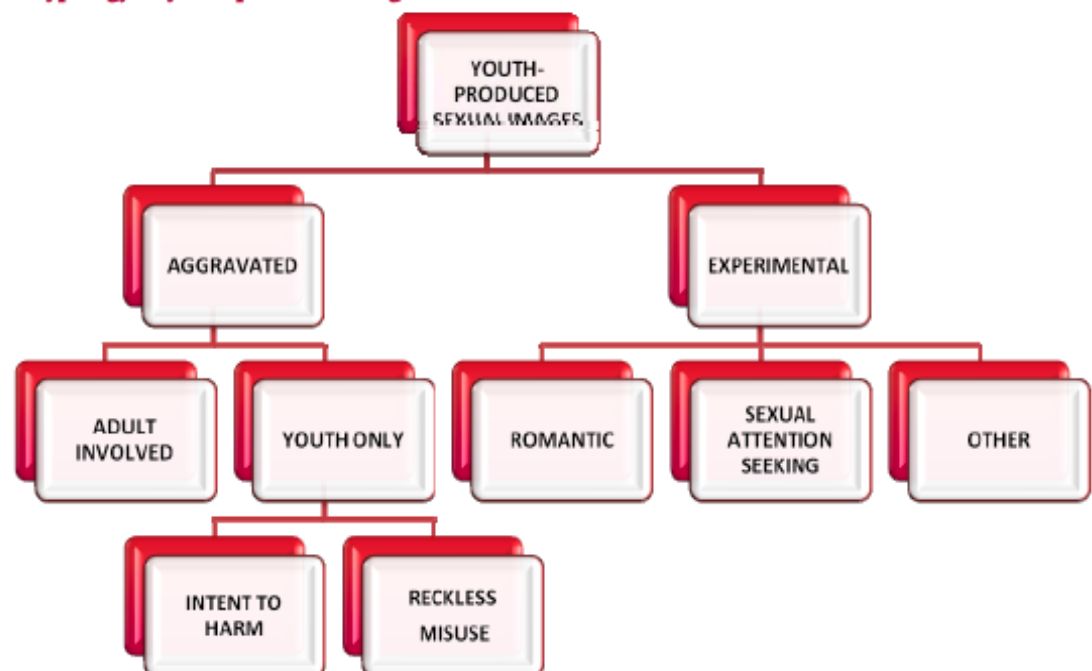 YOUTH-
PRODUCED
SEXUAL IMAGES
AGGRAVATED
EXPERIMENTAL
ADULT
INVOLVED
YOUTH ONLY
ROMANTIC
SEXUAL
ATTENTION
SEEKING
OTHER
INTENT TO
HARM
RECKLESS
MISUSE